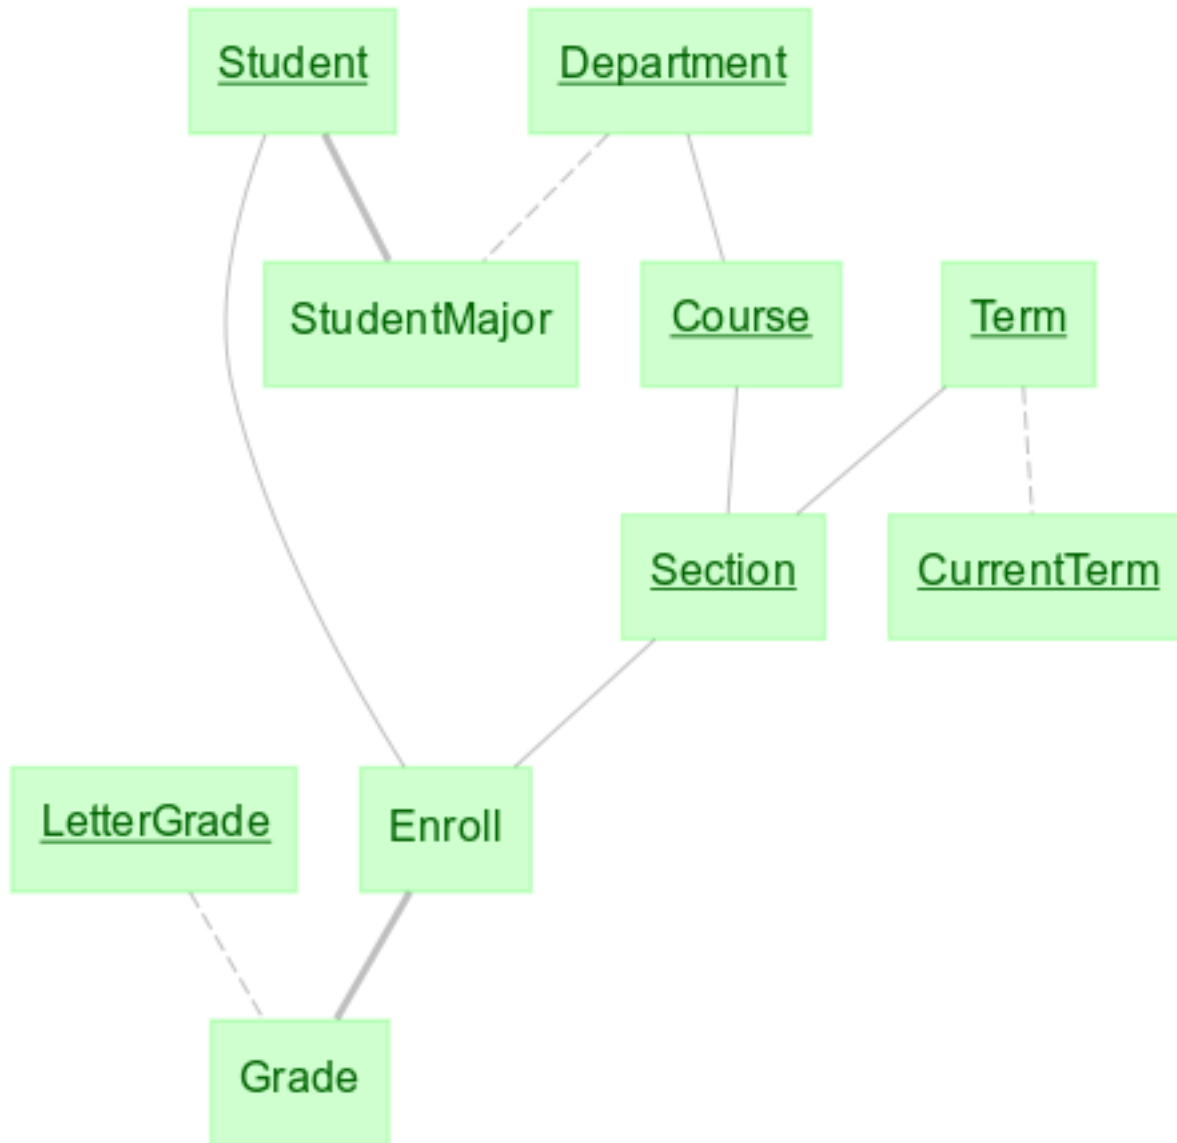 Student
Department
StudentMajor
Course
Term
Section
CurrentTerm
LetterGrade
Enroll
Grade